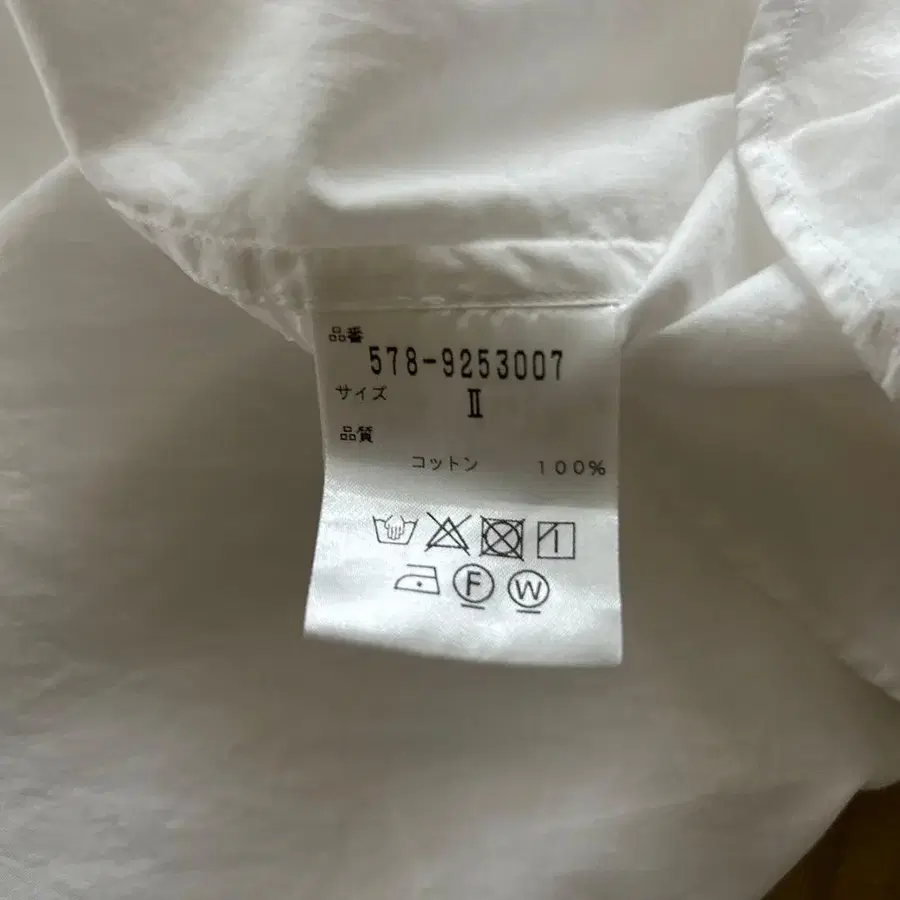 品番
578-9253007
サイズ Ⅱ
品質
コットン 100%
F W